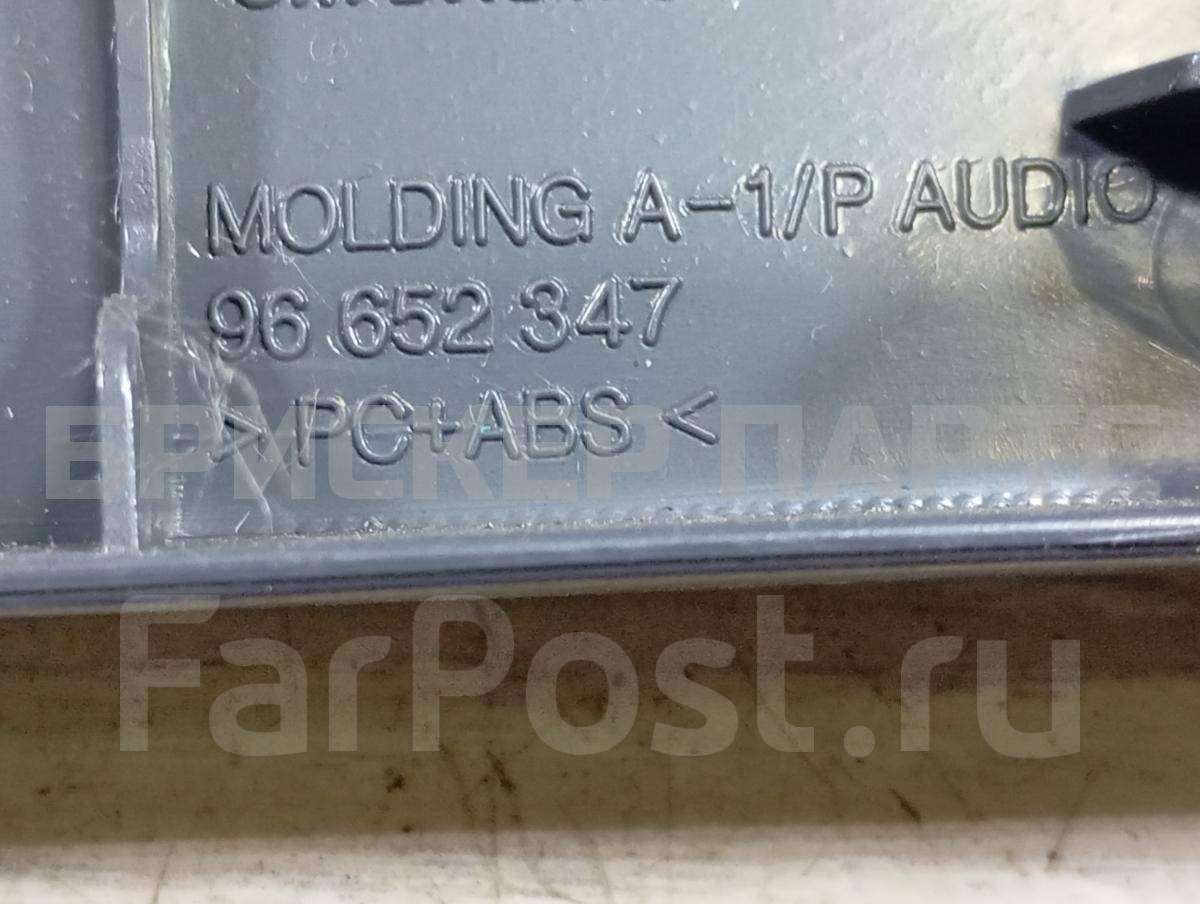 MOLDING A-1/P AUDIO
96 652 347
>PC+ABS<
ЕРМСКЕР ПАРТС
FarPost.ru